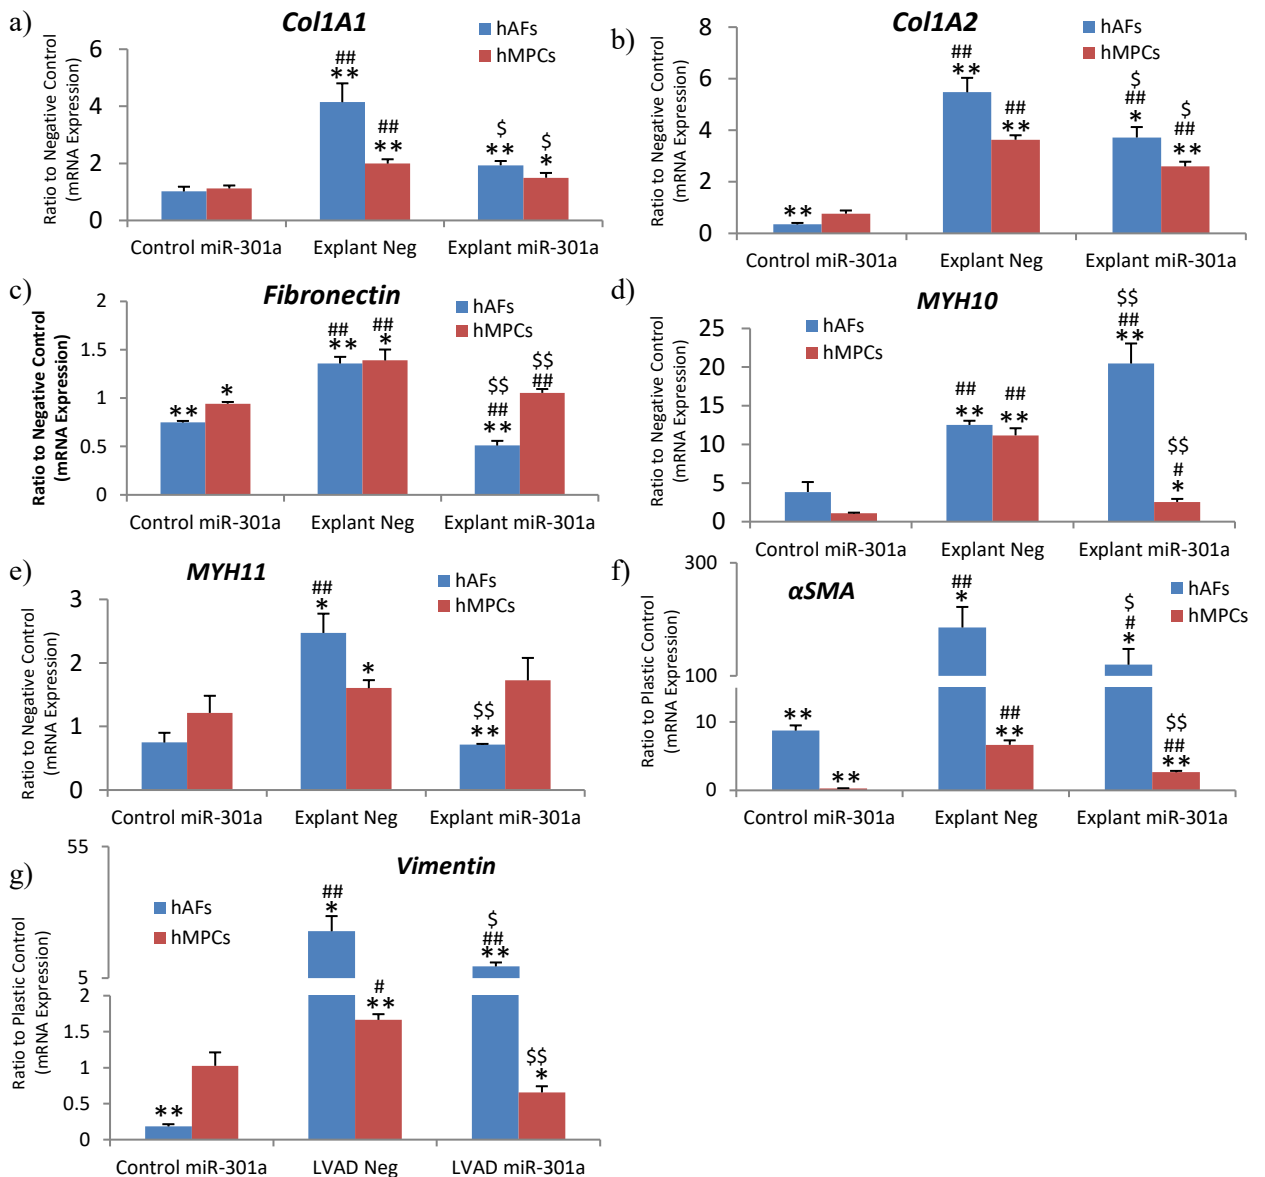 a)
Col1A1
hAFs
hMPCs
Ratio to Negative Control
(mRNA Expression)
6
4
2
0
##
**
##
**
$
**
$
*
Control miR-301a
Explant Neg
Explant miR-301a
b)
Col1A2
hAFs
hMPCs
Ratio to Negative Control
(mRNA Expression)
8
6
4
2
0
**
##
**
##
**
$
##
*
$
##
**
Control miR-301a
Explant Neg
Explant miR-301a
c)
Fibronectin
hAFs
hMPCs
Ratio to Negative Control
(mRNA Expression)
2
1.5
1
0.5
0
**
*
##
**
##
*
$$
##
**
$$
##
Control miR-301a
Explant Neg
Explant miR-301a
d)
MYH10
hAFs
hMPCs
Ratio to Negative Control
(mRNA Expression)
25
20
15
10
5
0
##
**
##
**
$$
##
**
$$
#
*
Control miR-301a
Explant Neg
Explant miR-301a
e)
MYH11
hAFs
hMPCs
Ratio to Negative Control
(mRNA Expression)
3
2
1
0
##
*
*
$$
**
Control miR-301a
Explant Neg
Explant miR-301a
f)
αSMA
hAFs
hMPCs
Ratio to Plastic Control
(mRNA Expression)
300
100
10
0
**
**
##
*
##
**
$
#
*
$$
##
**
Control miR-301a
Explant Neg
Explant miR-301a
g)
Vimentin
hAFs
hMPCs
Ratio to Plastic Control
(mRNA Expression)
55
5
2
1.5
1
0.5
0
**
##
*
#
**
$
##
**
$$
*
Control miR-301a
LVAD Neg
LVAD miR-301a